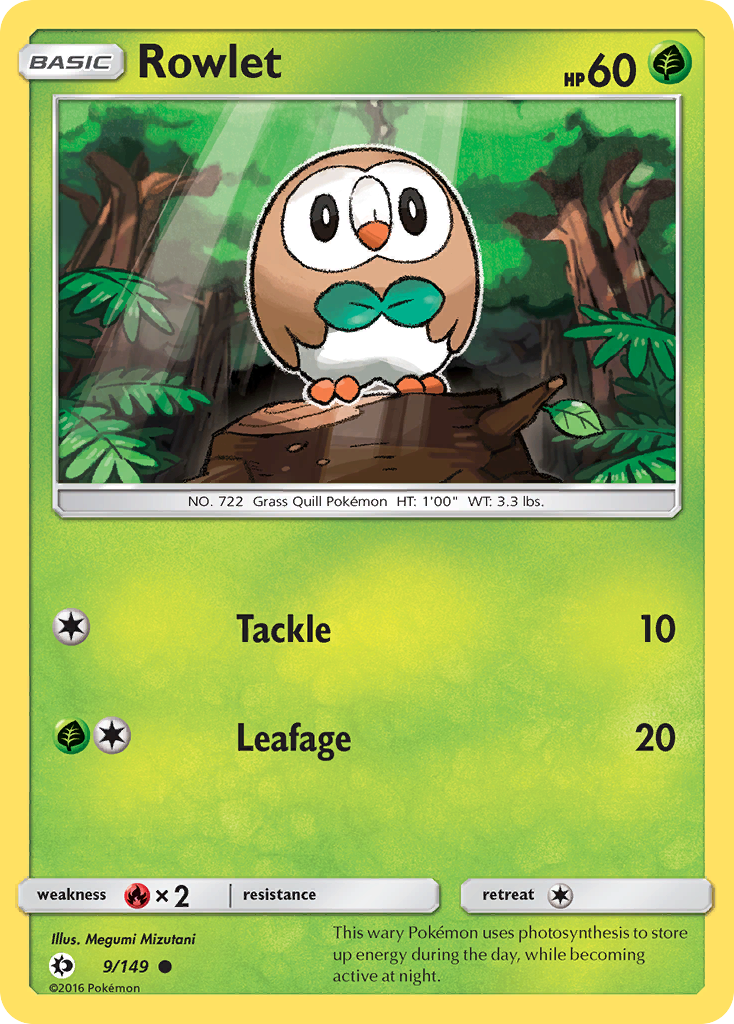 BASIC Rowlet HP 60
NO. 722 Grass Quill Pokémon HT: 1'00" WT: 3.3 lbs.
Tackle 10
Leafage 20
weakness × 2 resistance retreat
Illus. Megumi Mizutani
9/149
©2016 Pokémon
This wary Pokémon uses photosynthesis to store
up energy during the day, while becoming
active at night.